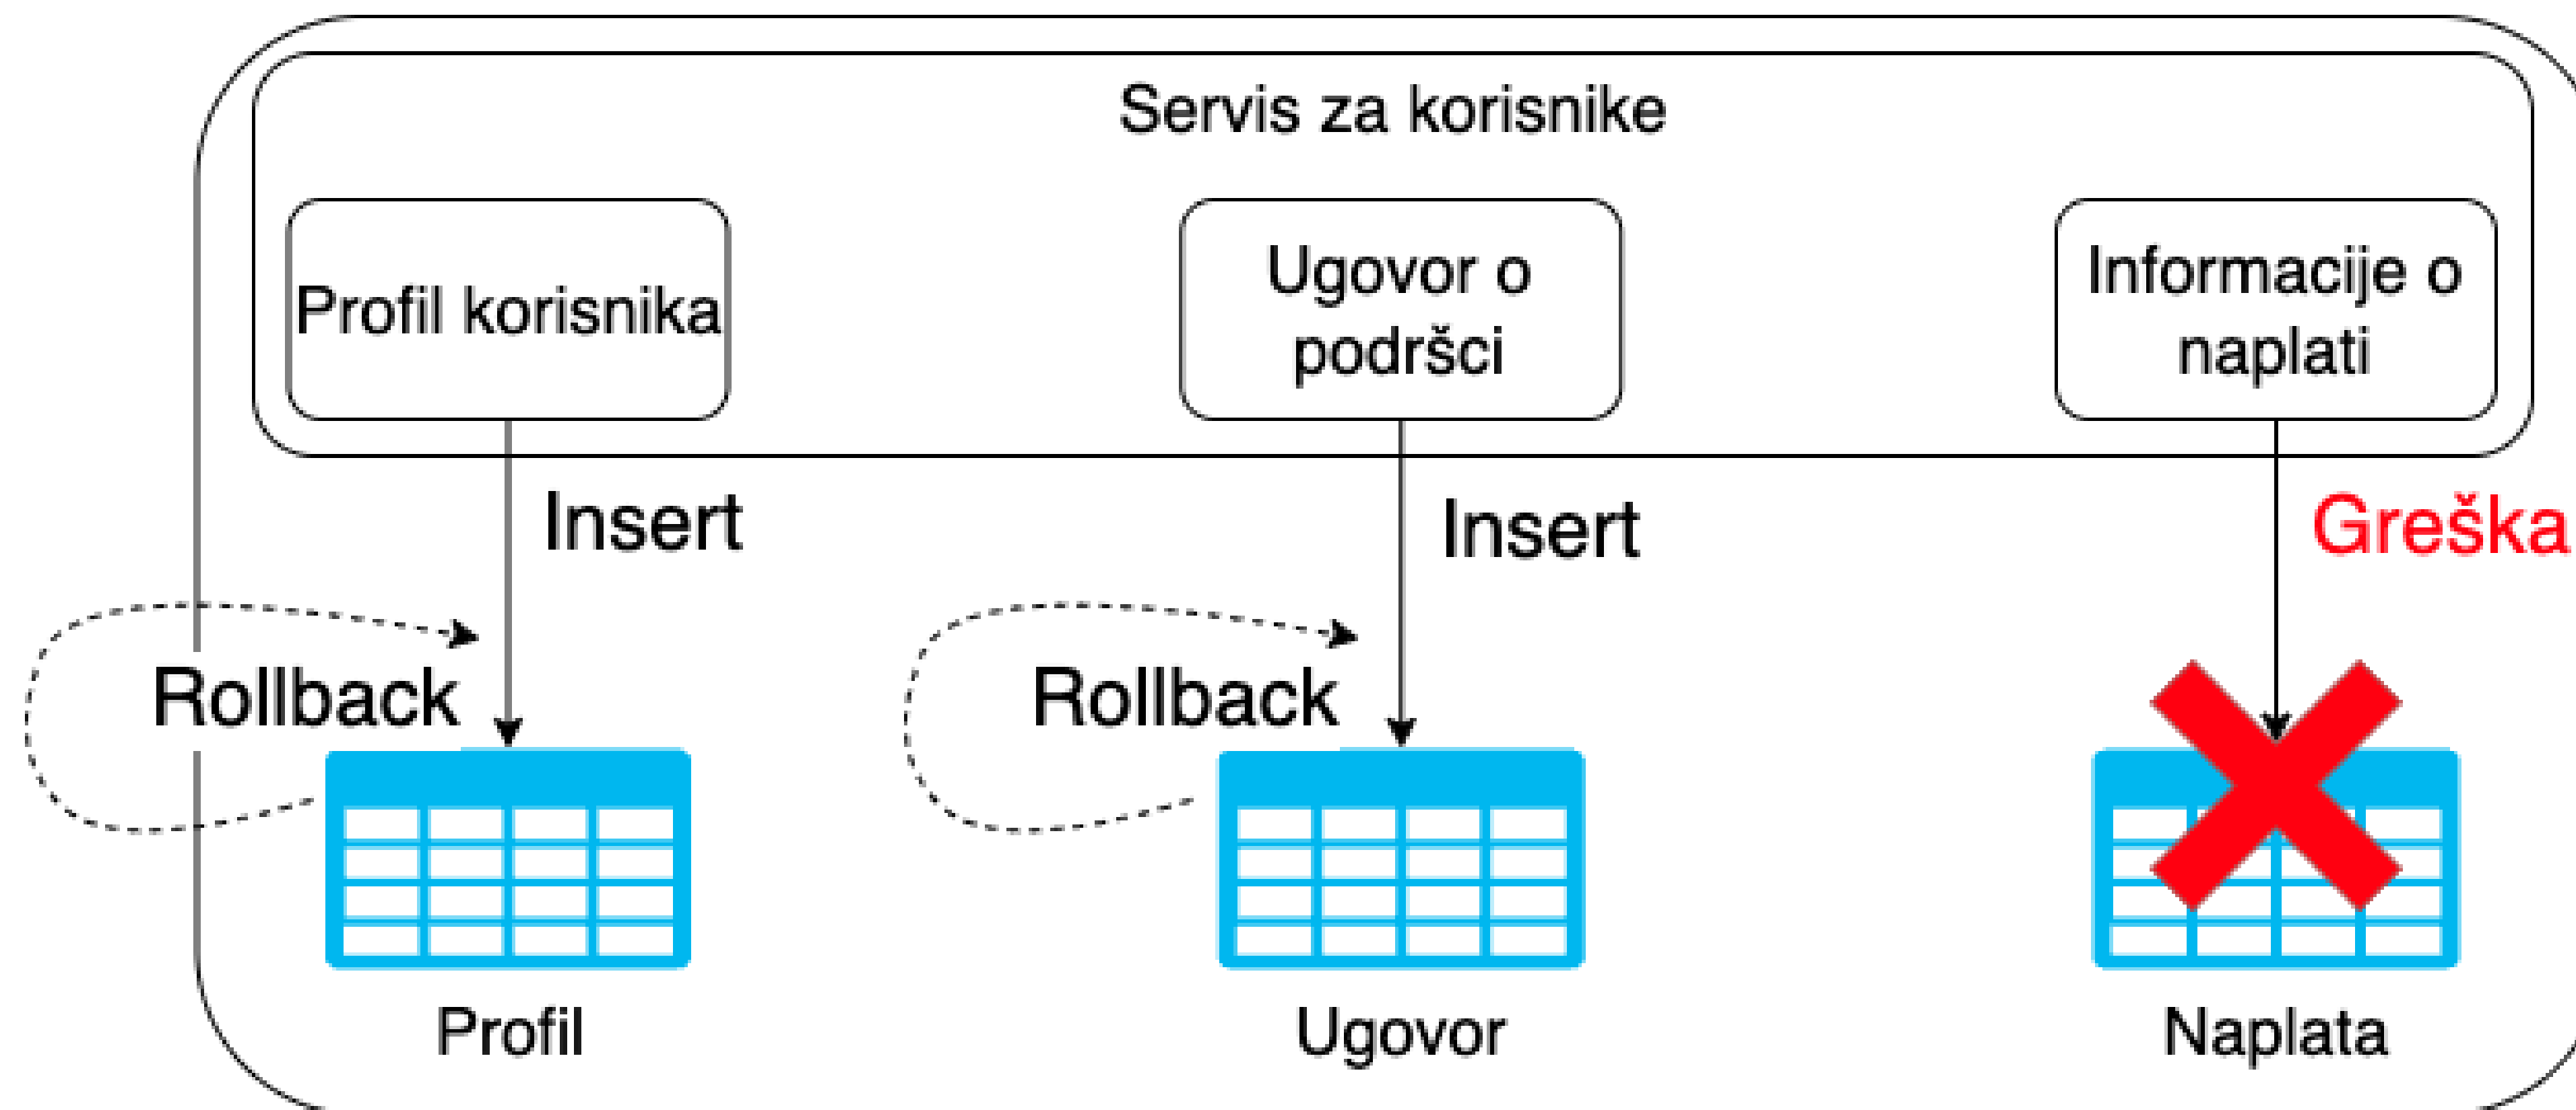 Servis za korisnike
Profil korisnika
Ugovor o
podršci
Informacije o
naplati
Insert
Insert
Greška
Rollback
Rollback
Profil
Ugovor
Naplata